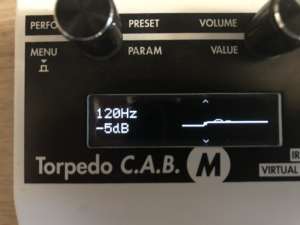 PERFO PRESET VOLUME
MENU PARAM VALUE
120Hz
-5dB
Torpedo C.A.B. M
IR
VIRTUAL